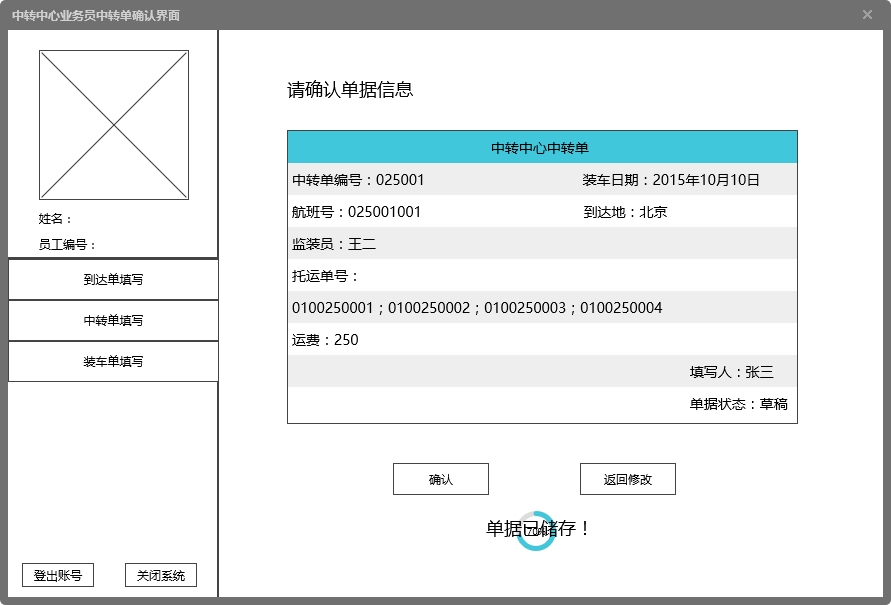 中转中心业务员中转单确认界面
姓名：
员工编号：
到达单填写
中转单填写
装车单填写
登出账号
关闭系统
请确认单据信息
中转中心中转单
中转单编号：025001 装车日期：2015年10月10日
航班号：025001001 到达地：北京
监装员：王二
托运单号：
0100250001；0100250002；0100250003；0100250004
运费：250
填写人：张三
单据状态：草稿
确认 返回修改
单据已储存！